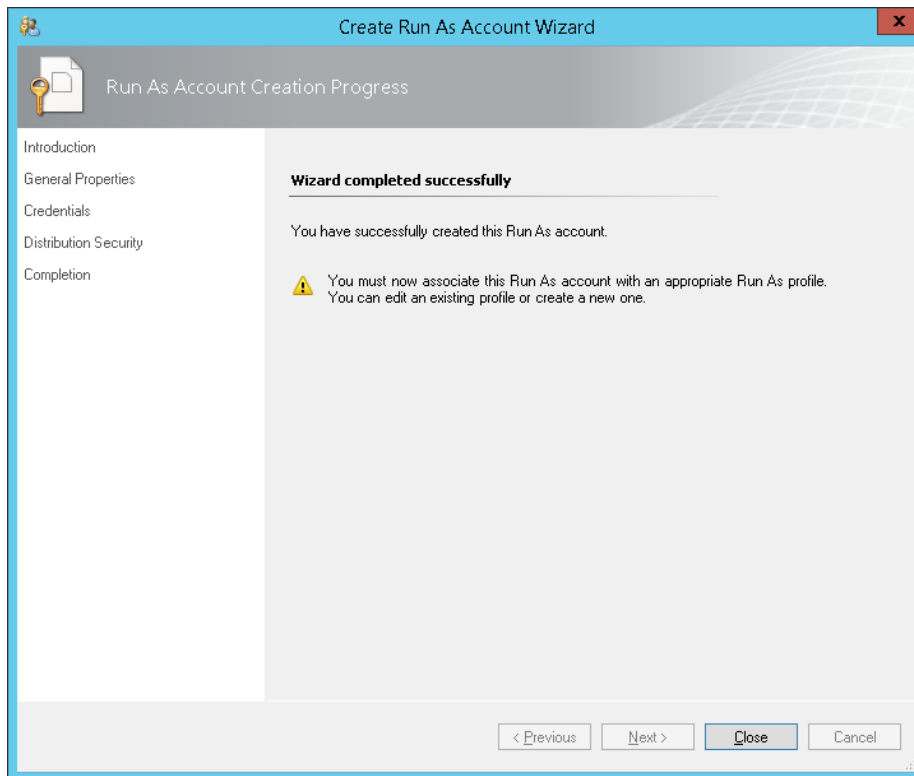 Create Run As Account Wizard
x
Run As Account Creation Progress
Introduction
General Properties
Credentials
Distribution Security
Completion
Wizard completed successfully
You have successfully created this Run As account.
You must now associate this Run As account with an appropriate Run As profile.
You can edit an existing profile or create a new one.
< Previous
Next >
Close
Cancel